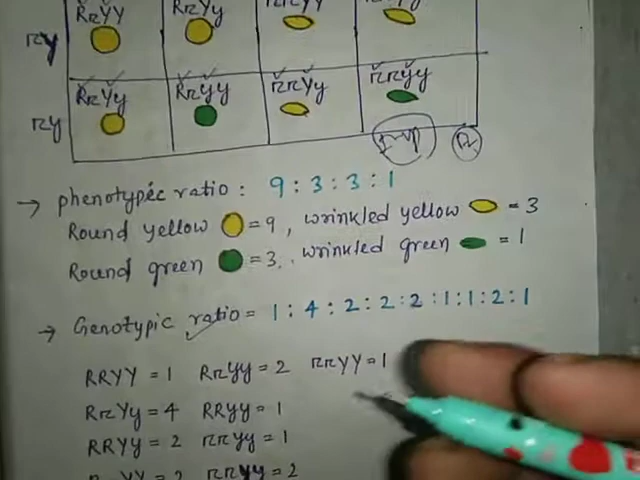 RrYY RrYy rrYY rrYy
rY
RrYy Rryy rrYy rryy
ry
→ phenotypic ratio : 9 : 3 : 3 : 1
Round yellow = 9, wrinkled yellow = 3
Round green = 3, wrinkled green = 1
→ Genotypic ratio = 1 : 4 : 2 : 2 : 2 : 1 : 1 : 2 : 1
RRYY = 1 Rryy = 2 rrYY = 1
RrYy = 4 RRyy = 1
RRYy = 2 rryy = 1
RrYY = 2 rrYy = 2